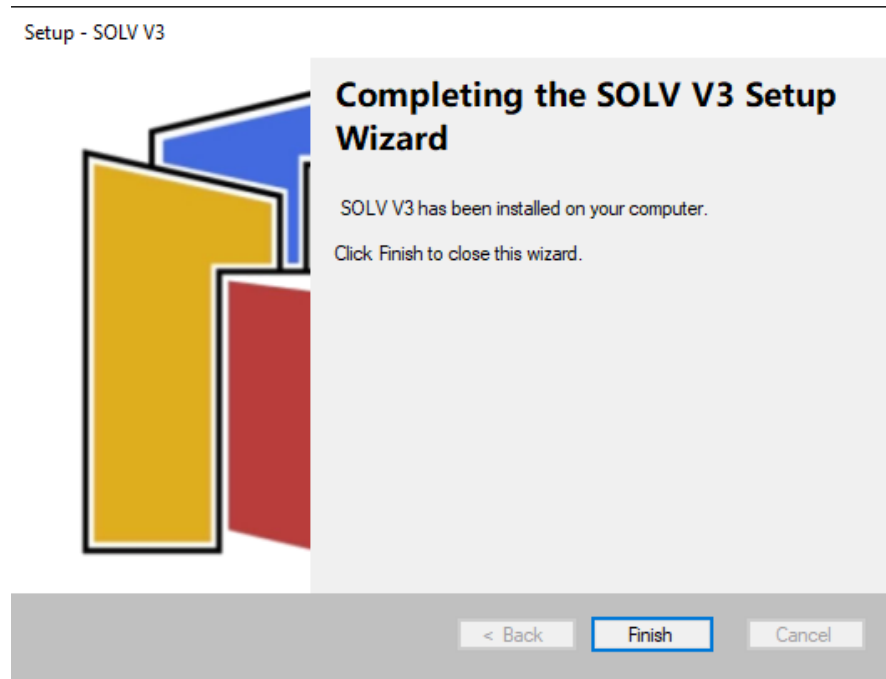 Setup - SOLV V3
Completing the SOLV V3 Setup
Wizard
SOLV V3 has been installed on your computer.
Click Finish to close this wizard.
< Back
Finish
Cancel